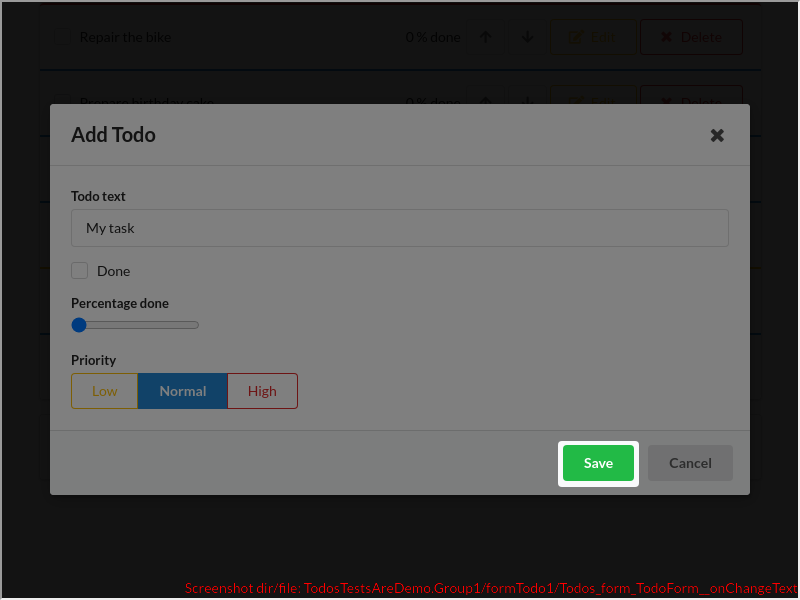 Repair the bike 0 % done Edit Delete
Prepare birthday cake 0 % done Edit Delete
Add Todo
Todo text
My task
Done
Percentage done
Priority
Low Normal High
Save Cancel
Screenshot dir/file: TodosTestsAreDemo.Group1/formTodo1/Todos_form_TodoForm__onChangeText